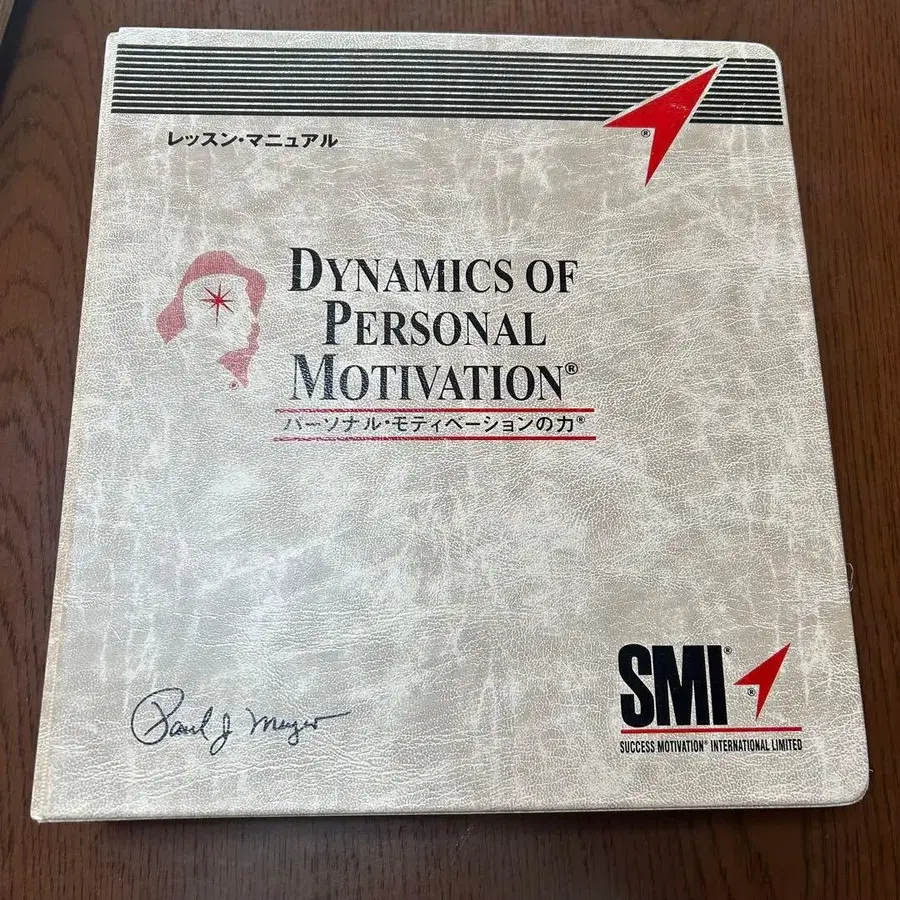 レッスン・マニュアル
DYNAMICS OF
PERSONAL
MOTIVATION®
パーソナル・モティベーションの力®
Paul J. Meyer
SMI®
SUCCESS MOTIVATION® INTERNATIONAL LIMITED